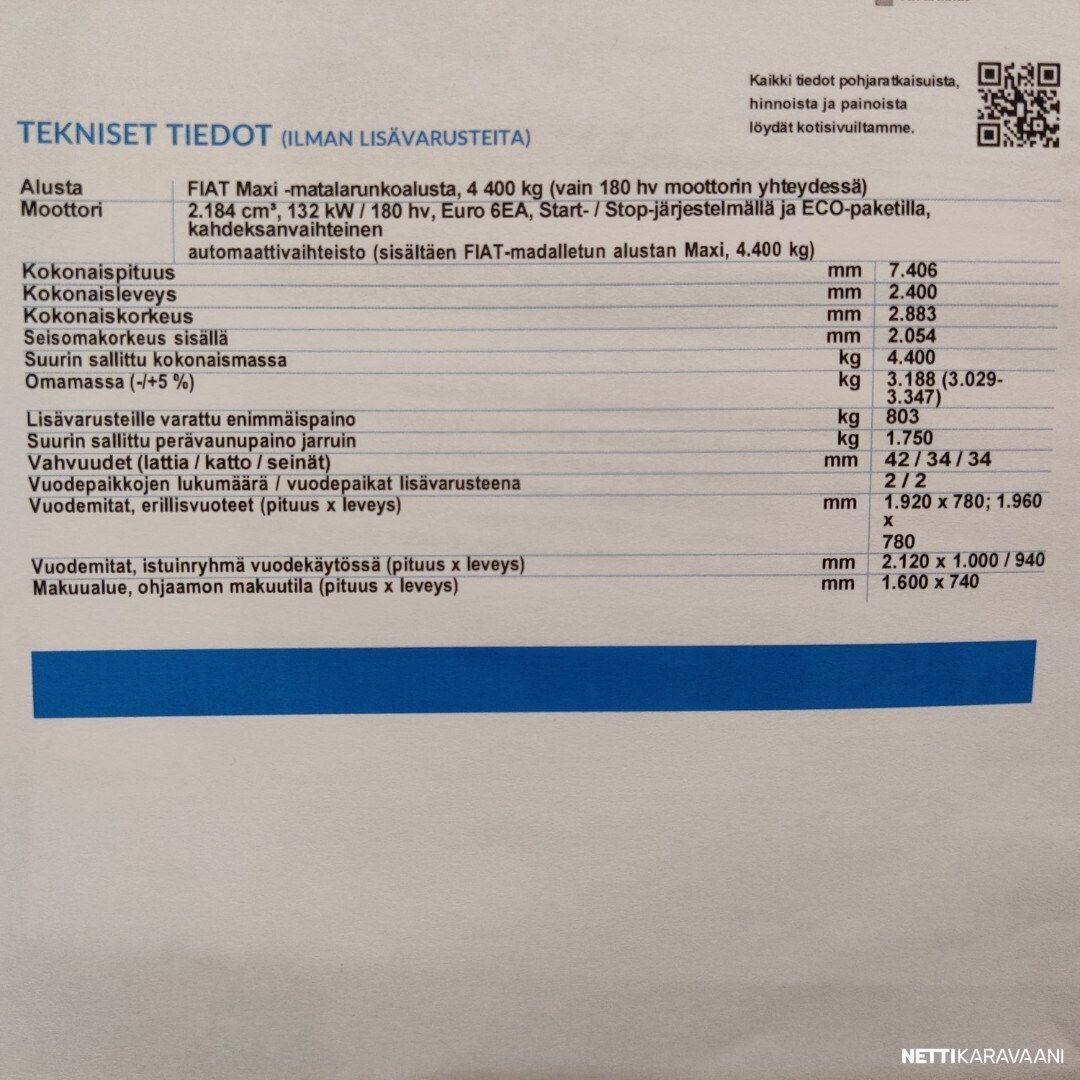 Kaikki tiedot pohjaratkaisuista,
hinnoista ja painoista
löydät kotisivuiltamme.
TEKNISET TIEDOT (ILMAN LISÄVARUSTEITA)
Alusta FIAT Maxi -matalarunkoalusta, 4 400 kg (vain 180 hv moottorin yhteydessä)
Moottori 2.184 cm³, 132 kW / 180 hv, Euro 6EA, Start- / Stop-järjestelmällä ja ECO-paketilla,
kahdeksanvaihteinen
automaattivaihteisto (sisältäen FIAT-madalletun alustan Maxi, 4.400 kg)
Kokonaispituus mm 7.406
Kokonaisleveys mm 2.400
Kokonaiskorkeus mm 2.883
Seisomakorkeus sisällä mm 2.054
Suurin sallittu kokonaismassa kg 4.400
Omamassa (-/+5 %) kg 3.188 (3.029-
3.347)
Lisävarusteille varattu enimmäispaino kg 803
Suurin sallittu perävaunupaino jarruin kg 1.750
Vahvuudet (lattia / katto / seinät) mm 42 / 34 / 34
Vuodepaikkojen lukumäärä / vuodepaikat lisävarusteena 2 / 2
Vuodemitat, erillisvuoteet (pituus x leveys) mm 1.920 x 780; 1.960
x
780
Vuodemitat, istuinryhmä vuodekäytössä (pituus x leveys) mm 2.120 x 1.000 / 940
Makuualue, ohjaamon makuutila (pituus x leveys) mm 1.600 x 740
NETTIKARAVAANI